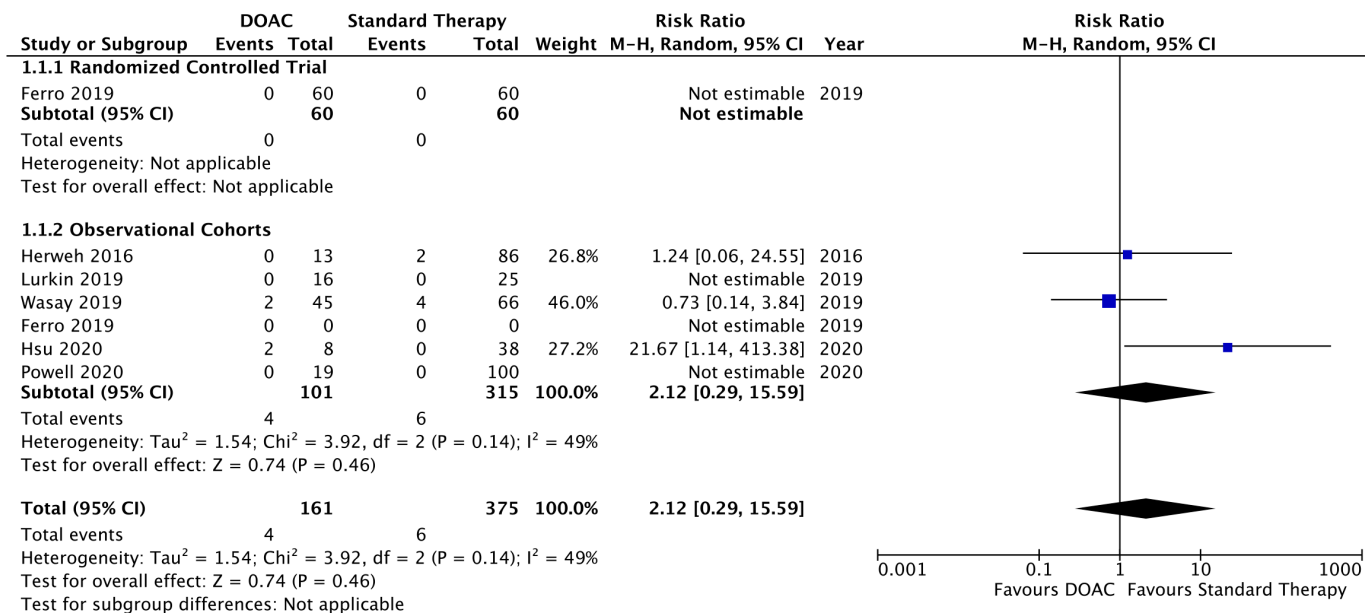 DOAC Standard Therapy Risk Ratio Risk Ratio
Study or Subgroup Events Total Events Total Weight M-H, Random, 95% CI Year M-H, Random, 95% CI
1.1.1 Randomized Controlled Trial
Ferro 2019 0 60 0 60 Not estimable 2019
Subtotal (95% CI) 60 60 Not estimable
Total events 0 0
Heterogeneity: Not applicable
Test for overall effect: Not applicable
1.1.2 Observational Cohorts
Herweh 2016 0 13 2 86 26.8% 1.24 [0.06, 24.55] 2016
Lurkin 2019 0 16 0 25 Not estimable 2019
Wasay 2019 2 45 4 66 46.0% 0.73 [0.14, 3.84] 2019
Ferro 2019 0 0 0 0 Not estimable 2019
Hsu 2020 2 8 0 38 27.2% 21.67 [1.14, 413.38] 2020
Powell 2020 0 19 0 100 Not estimable 2020
Subtotal (95% CI) 101 315 100.0% 2.12 [0.29, 15.59]
Total events 4 6
Heterogeneity: Tau² = 1.54; Chi² = 3.92, df = 2 (P = 0.14); I² = 49%
Test for overall effect: Z = 0.74 (P = 0.46)
Total (95% CI) 161 375 100.0% 2.12 [0.29, 15.59]
Total events 4 6
Heterogeneity: Tau² = 1.54; Chi² = 3.92, df = 2 (P = 0.14); I² = 49%
Test for overall effect: Z = 0.74 (P = 0.46)
Test for subgroup differences: Not applicable
0.001 0.1 1 10 1000
Favours DOAC Favours Standard Therapy